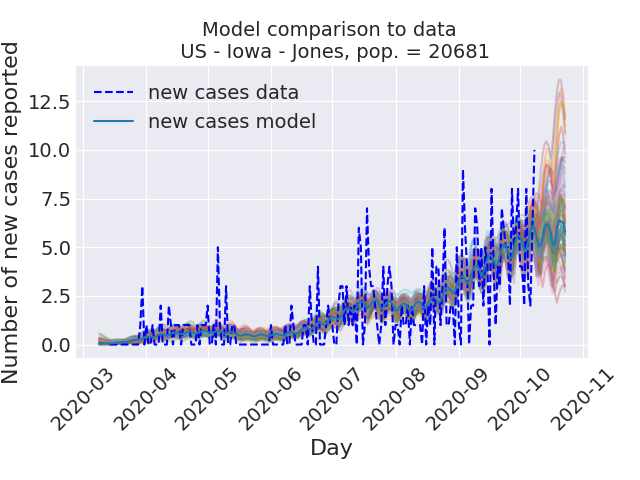 Model comparison to data
US - Iowa - Jones, pop. = 20681
Number of new cases reported
12.5
10.0
7.5
5.0
2.5
0.0
new cases data
new cases model
2020-03
2020-04
2020-05
2020-06
2020-07
2020-08
2020-09
2020-10
2020-11
Day